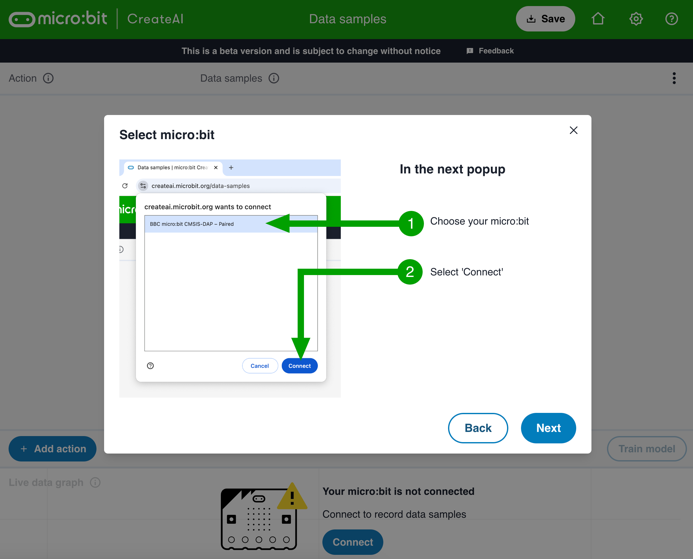 micro:bit CreateAI Data samples Save
This is a beta version and is subject to change without notice Feedback
Action Data samples
Select micro:bit
Data samples | micro:bit Crea
createai.microbit.org/data-samples
createai.microbit.org wants to connect
BBC micro:bit CMSIS-DAP – Paired
Cancel Connect
In the next popup
1 Choose your micro:bit
2 Select 'Connect'
Back Next
+ Add action Train model
Live data graph
Your micro:bit is not connected
Connect to record data samples
Connect